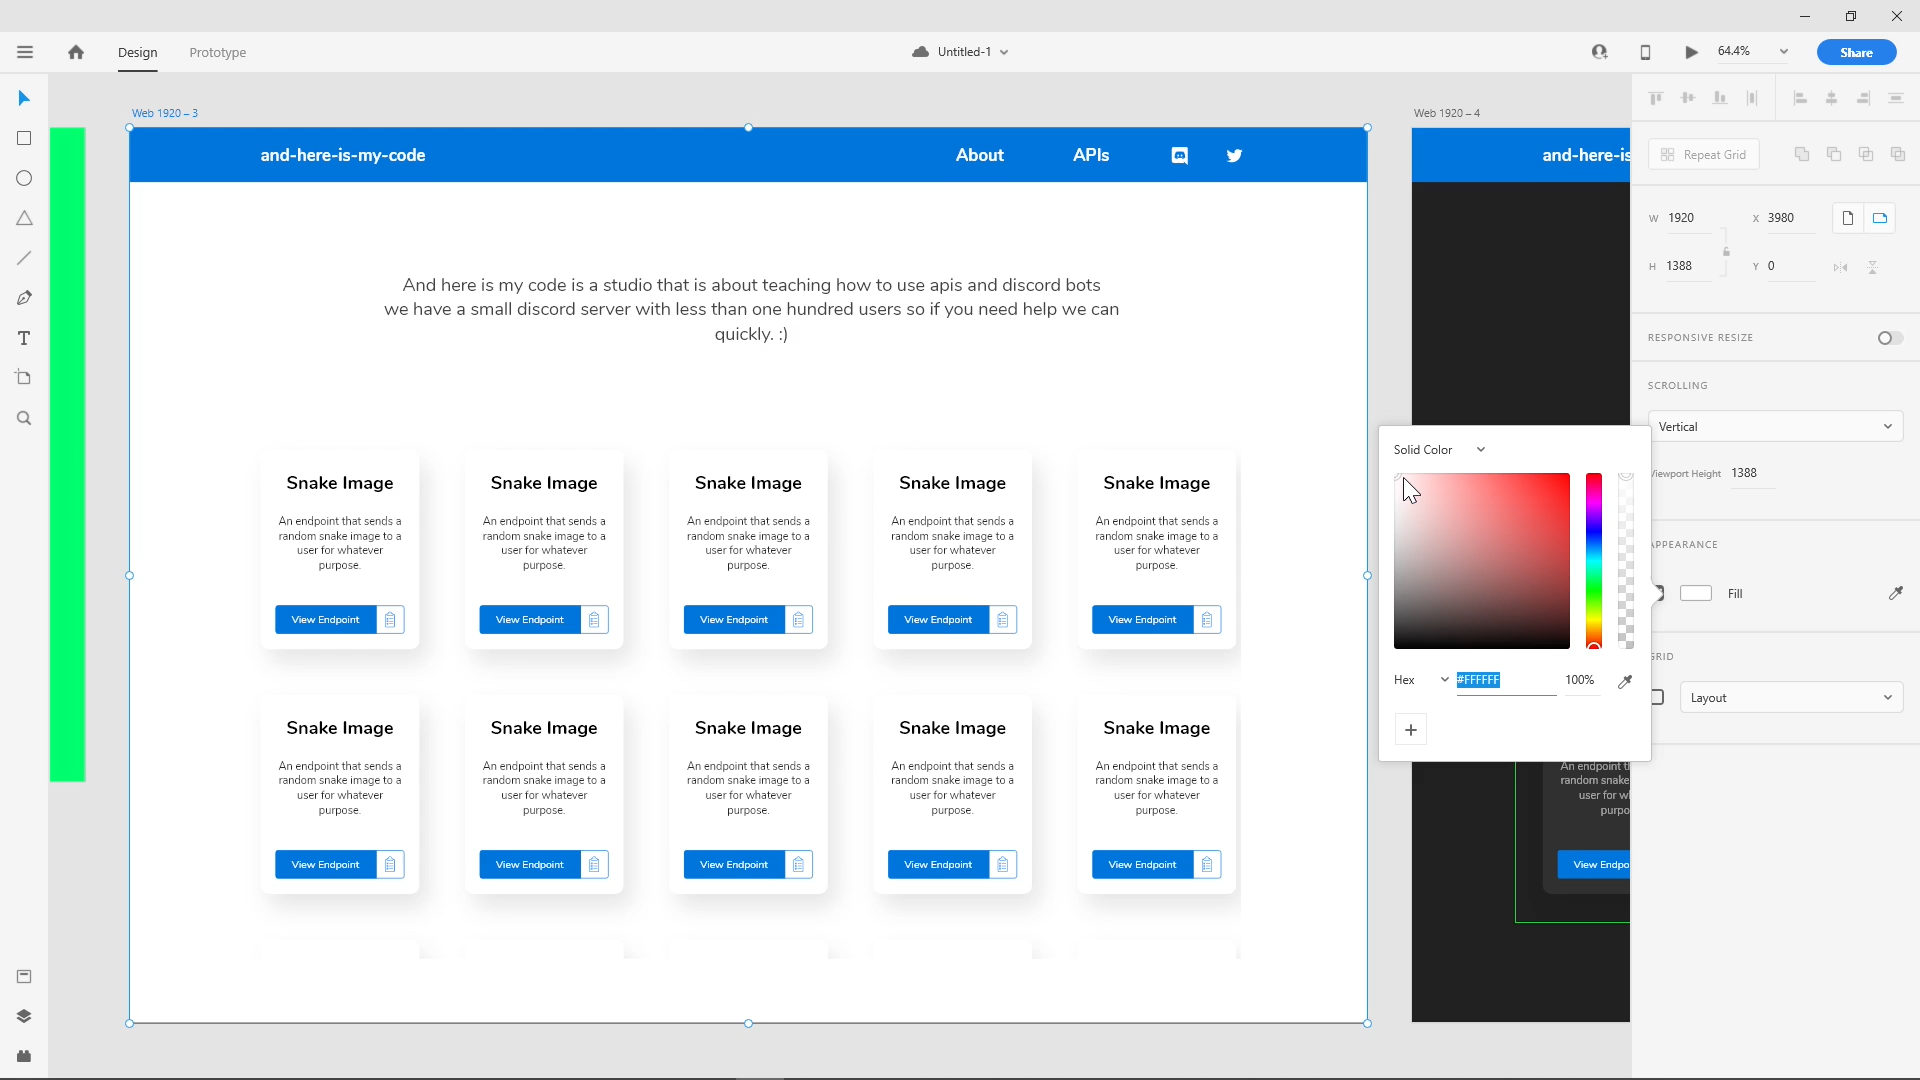 Design
Prototype
Untitled-1
64.4%
Share
Web 1920 – 3
Web 1920 – 4
and-here-is-my-code
About
APIs
and-here-is
Repeat Grid
W 1920
X 3980
H 1388
Y 0
And here is my code is a studio that is about teaching how to use apis and discord bots
we have a small discord server with less than one hundred users so if you need help we can
quickly. :)
RESPONSIVE RESIZE
SCROLLING
Vertical
Viewport Height 1388
APPEARANCE
Fill
GRID
Layout
Solid Color
Hex
#FFFFFF
100%
+
Snake Image
An endpoint that sends a
random snake image to a
user for whatever
purpose.
View Endpoint
Snake Image
An endpoint that sends a
random snake image to a
user for whatever
purpose.
View Endpoint
Snake Image
An endpoint that sends a
random snake image to a
user for whatever
purpose.
View Endpoint
Snake Image
An endpoint that sends a
random snake image to a
user for whatever
purpose.
View Endpoint
Snake Image
An endpoint that sends a
random snake image to a
user for whatever
purpose.
View Endpoint
Snake Image
An endpoint that sends a
random snake image to a
user for whatever
purpose.
View Endpoint
Snake Image
An endpoint that sends a
random snake image to a
user for whatever
purpose.
View Endpoint
Snake Image
An endpoint that sends a
random snake image to a
user for whatever
purpose.
View Endpoint
Snake Image
An endpoint that sends a
random snake image to a
user for whatever
purpose.
View Endpoint
Snake Image
An endpoint that sends a
random snake image to a
user for whatever
purpose.
View Endpoint
An endpoint t
random snake
user for w
purpo
View Endpo